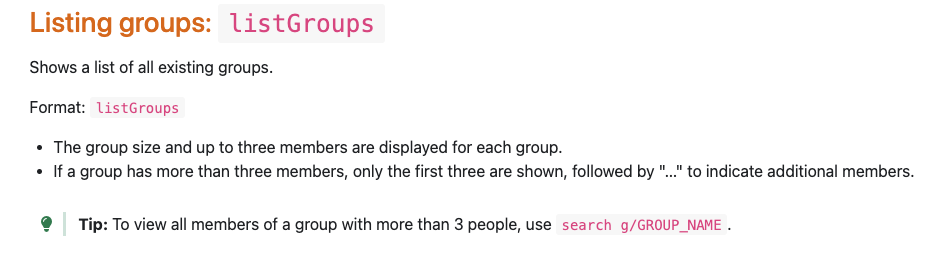 Listing groups: listGroups
Shows a list of all existing groups.
Format: listGroups
• The group size and up to three members are displayed for each group.
• If a group has more than three members, only the first three are shown, followed by "..." to indicate additional members.
Tip: To view all members of a group with more than 3 people, use search g/GROUP_NAME.